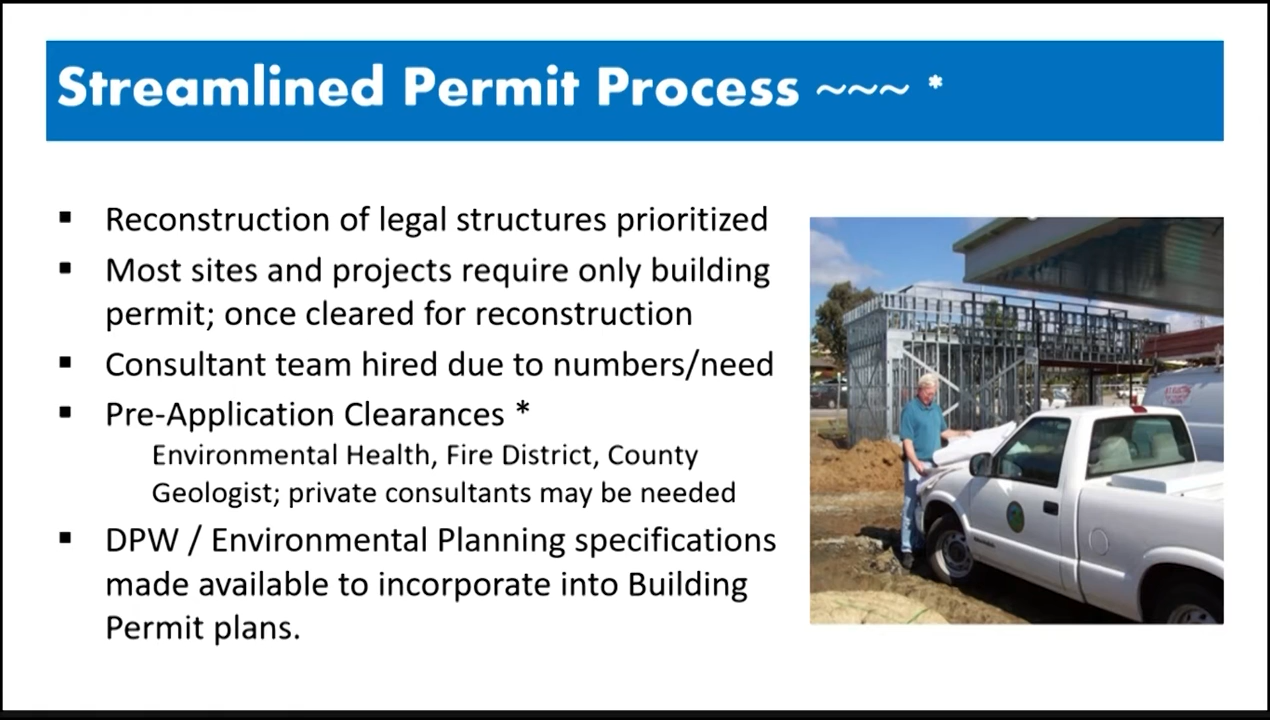 Streamlined Permit Process ~~~ *
▪ Reconstruction of legal structures prioritized
▪ Most sites and projects require only building
permit; once cleared for reconstruction
▪ Consultant team hired due to numbers/need
▪ Pre-Application Clearances *
Environmental Health, Fire District, County
Geologist; private consultants may be needed
▪ DPW / Environmental Planning specifications
made available to incorporate into Building
Permit plans.